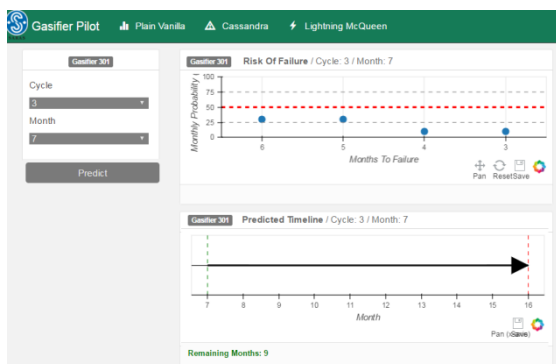 Gasifier Pilot Plain Vanilla Cassandra Lightning McQueen
Gasifier 301
Cycle
3
Month
7
Predict
Gasifier 301 Risk Of Failure / Cycle: 3 / Month: 7
Monthly Probability (
100
75
50
25
0
6 5 4 3
Months To Failure
Pan Reset Save
Gasifier 301 Predicted Timeline / Cycle: 3 / Month: 7
7 8 9 10 11 12 13 14 15 16
Month
Pan
Remaining Months: 9